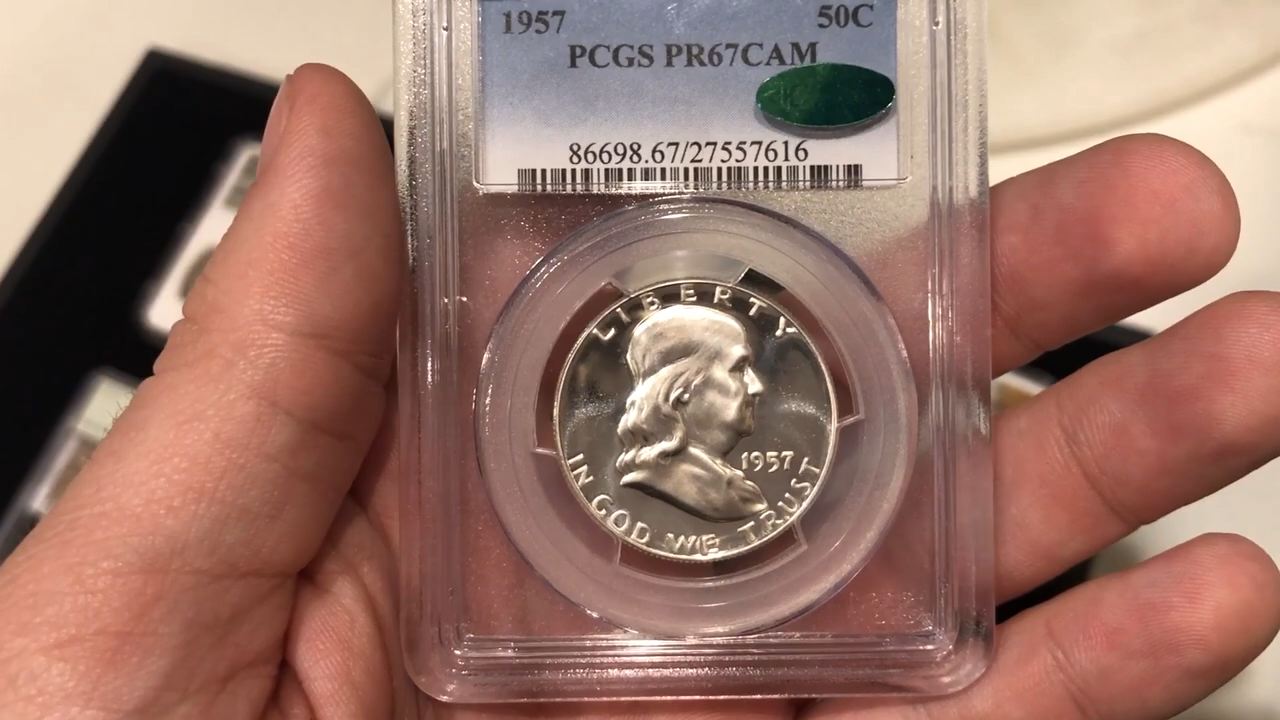 1957 50C
PCGS PR67CAM
86698.67/27557616
LIBERTY
1957
IN GOD WE TRUST